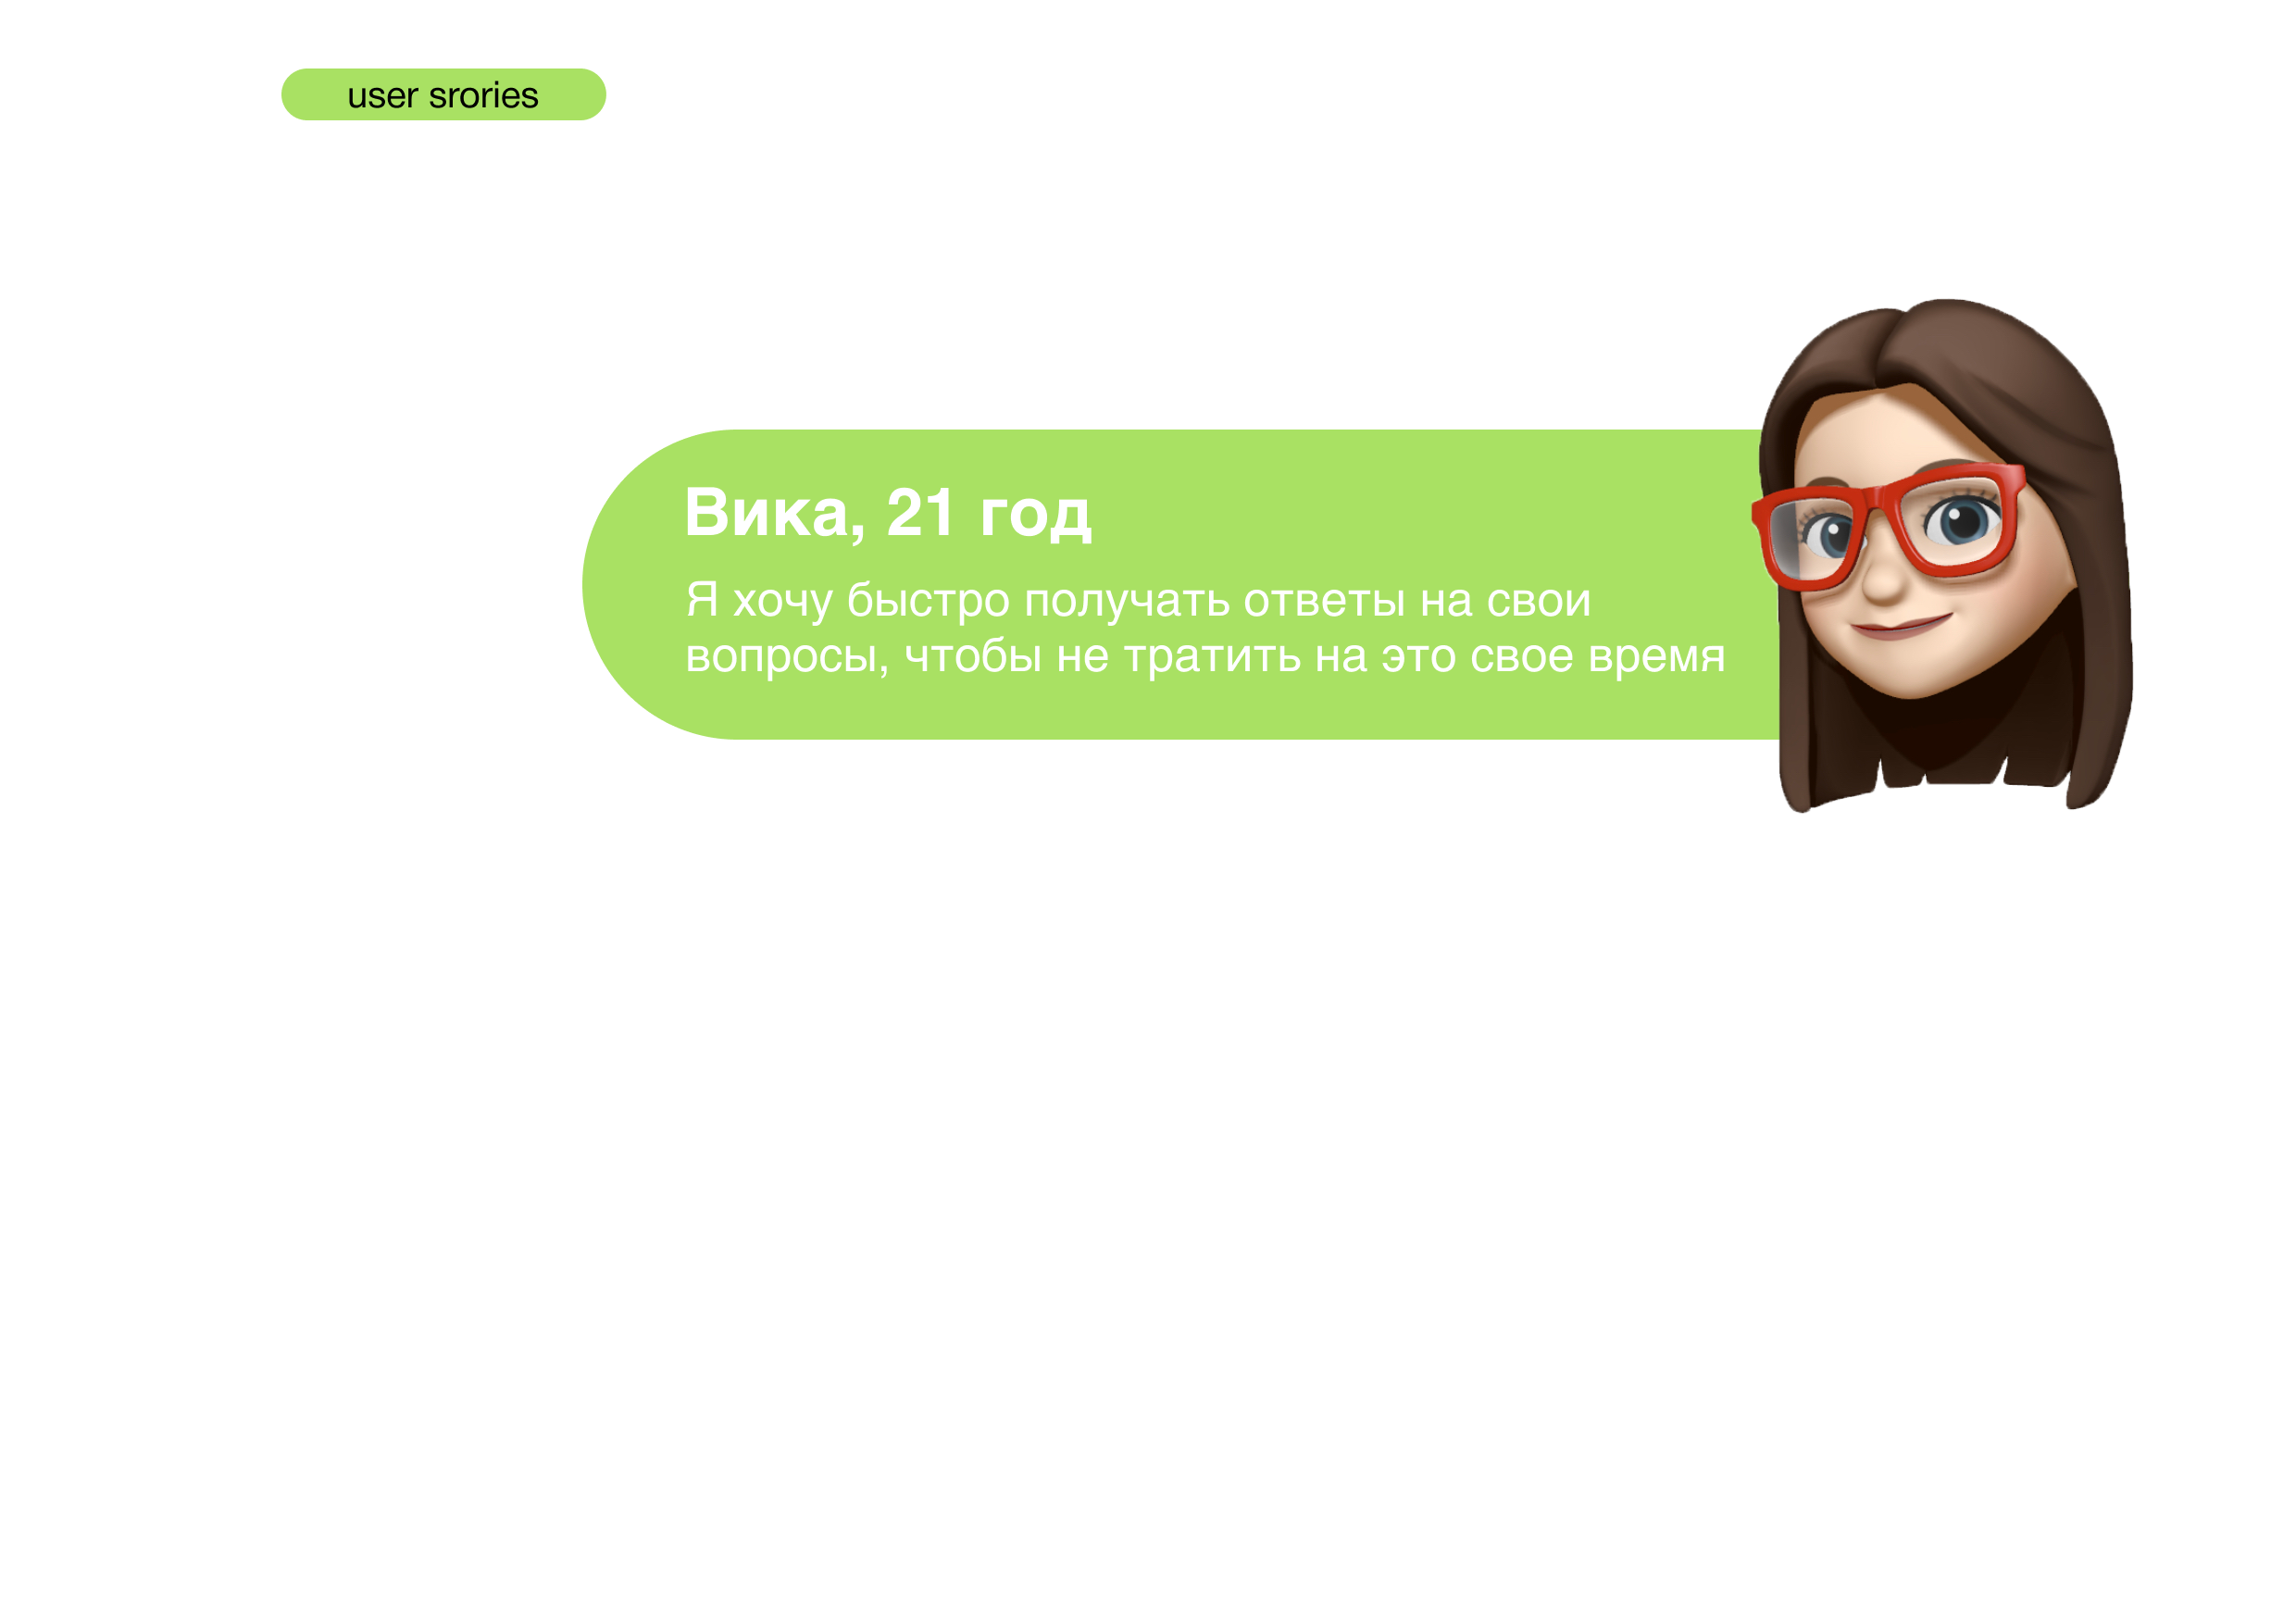 user srories
Вика, 21 год
Я хочу быстро получать ответы на свои
вопросы, чтобы не тратить на это свое время